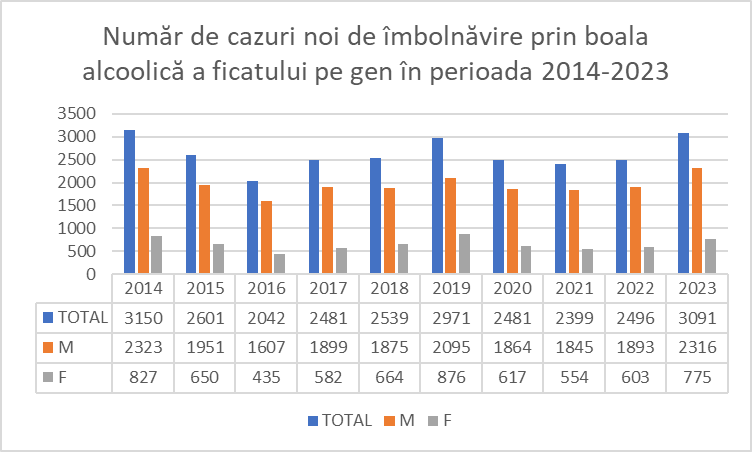 Număr de cazuri noi de îmbolnăvire prin boala
alcoolică a ficatului pe gen în perioada 2014-2023
3500
3000
2500
2000
1500
1000
500
0
2014 2015 2016 2017 2018 2019 2020 2021 2022 2023
TOTAL 3150 2601 2042 2481 2539 2971 2481 2399 2496 3091
M 2323 1951 1607 1899 1875 2095 1864 1845 1893 2316
F 827 650 435 582 664 876 617 554 603 775
TOTAL M F